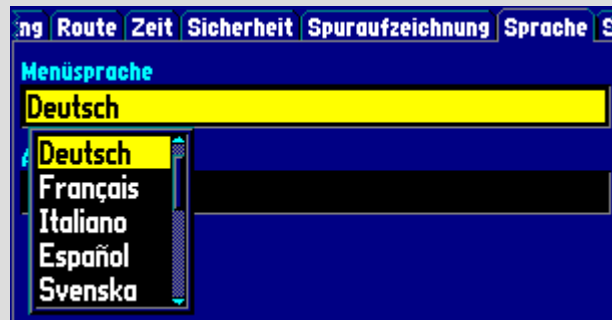 ng Route Zeit Sicherheit Spuraufzeichnung Sprache S
Menüsprache
Deutsch
Deutsch
Français
Italiano
Español
Svenska